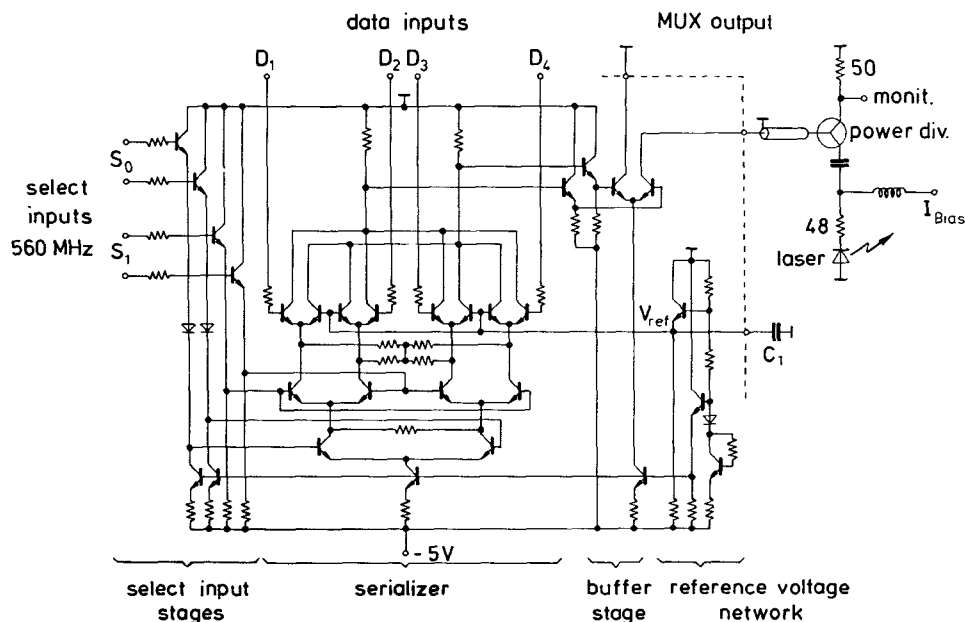 data inputs
MUX output
D1
D2
D3
D4
50
monit.
power div.
S0
select
inputs
560 MHz
S1
IBias
48
laser
Vref
C1
- 5V
select input
stages
serializer
buffer
stage
reference voltage
network